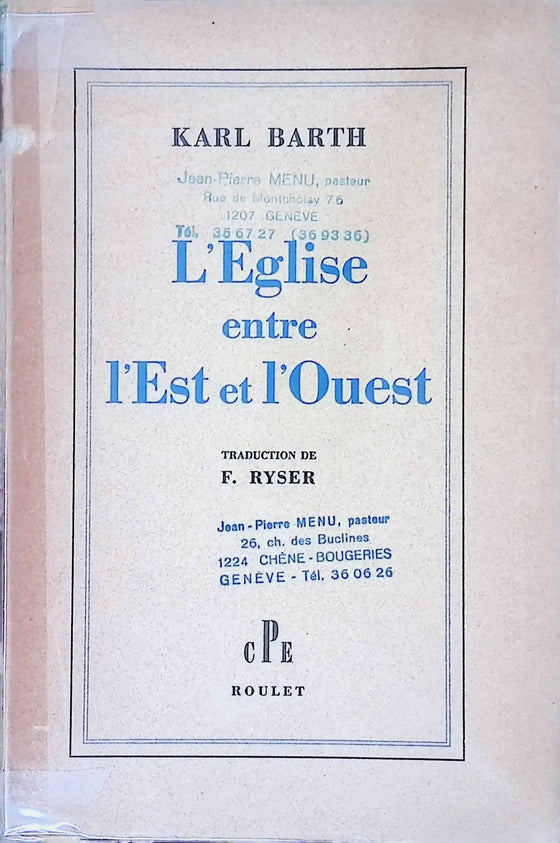 KARL BARTH
Jean-Pierre MENU, pasteur
Rue de Montchoisy 76
1207 GENÈVE
Tél. 35 67 27 (36 93 36)
L'Eglise
entre
l'Est et l'Ouest
TRADUCTION DE
F. RYSER
Jean-Pierre MENU, pasteur
26, ch. des Buclines
1224 CHÊNE-BOUGERIES
GENÈVE - Tél. 36 06 26
CPE
ROULET